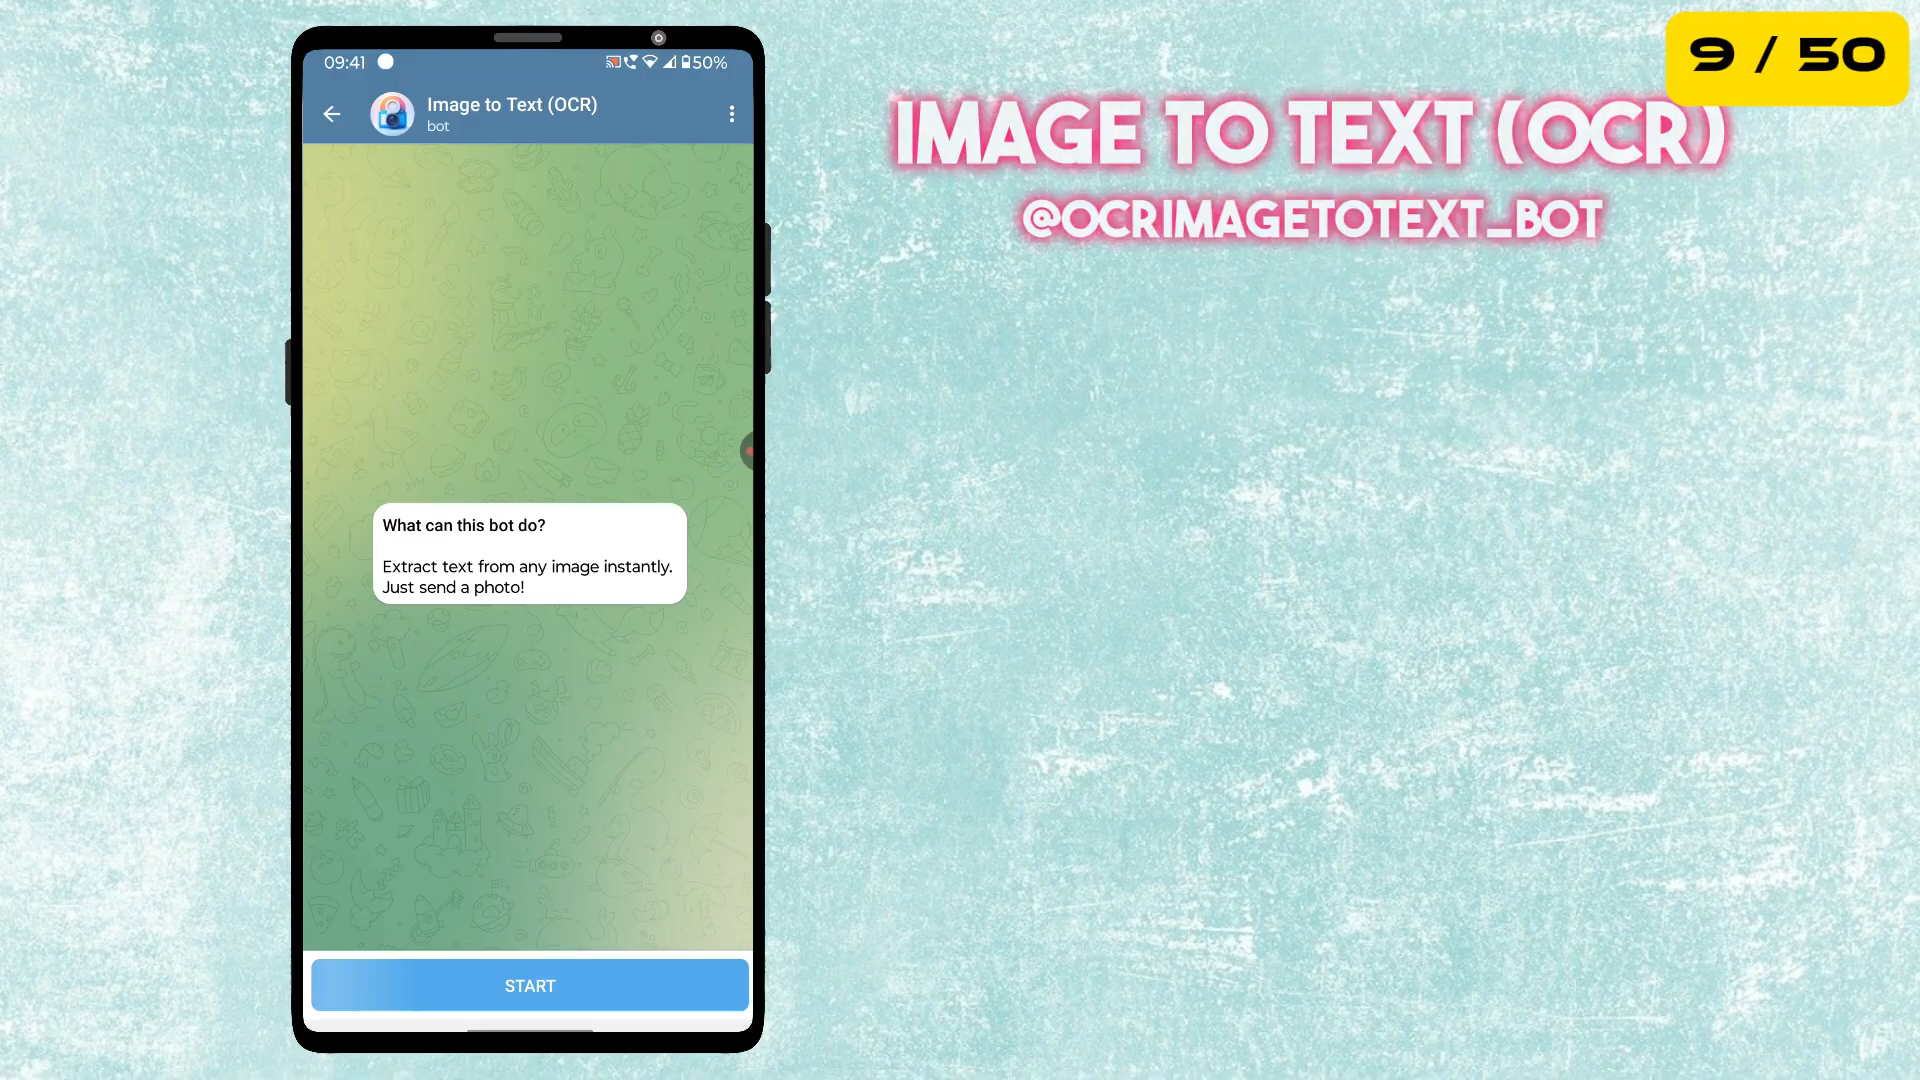 09:41
50%
Image to Text (OCR)
bot
What can this bot do?
Extract text from any image instantly.
Just send a photo!
START
9 / 50
IMAGE TO TEXT (OCR)
@OCRIMAGETOTEXT_BOT